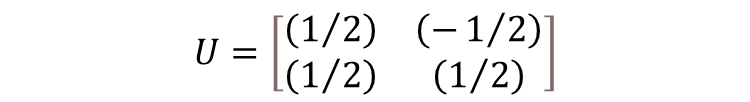 U = [(1/2) (− 1/2)
(1/2) (1/2)]